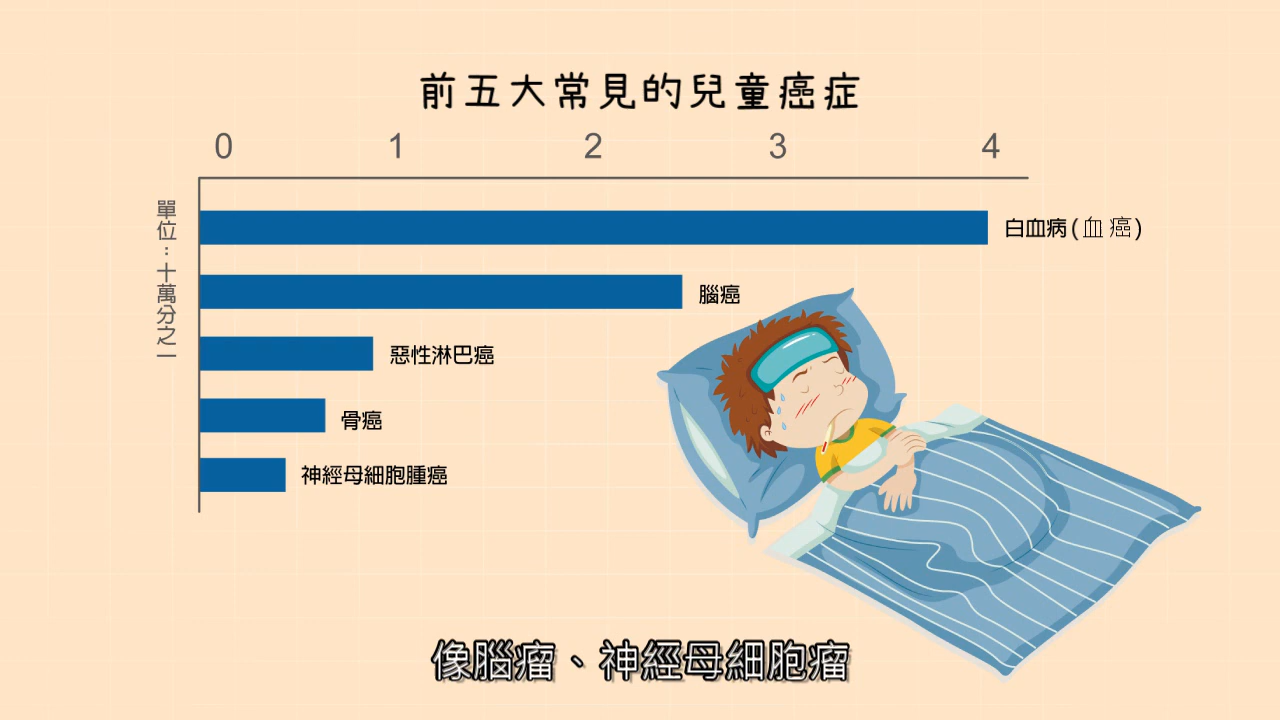 前五大常見的兒童癌症
0 1 2 3 4
單位：十萬分之一
白血病(血癌)
腦癌
惡性淋巴癌
骨癌
神經母細胞腫癌
像腦瘤、神經母細胞瘤